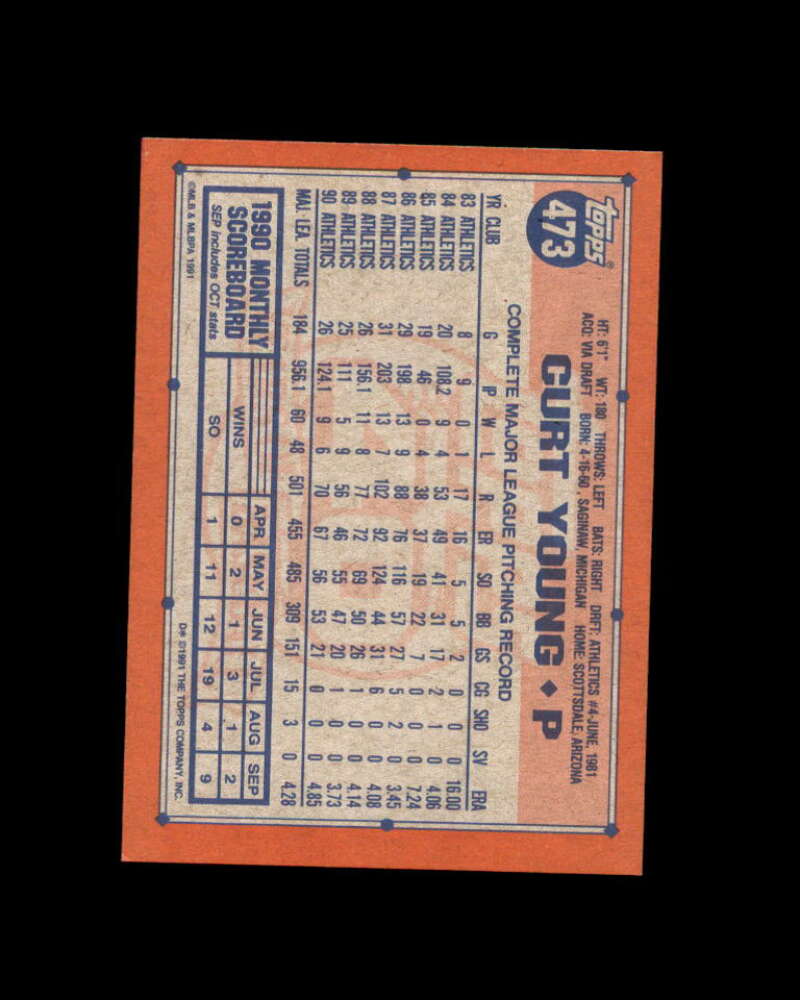 topps®
473
HT: 6'1" WT: 180 THROWS: LEFT BATS: RIGHT DRFT: ATHLETICS #4-JUNE, 1981
ACQ: VIA DRAFT BORN: 4-16-60, SAGINAW, MICHIGAN HOME: SCOTTSDALE, ARIZONA
CURT YOUNG ♦ P
COMPLETE MAJOR LEAGUE PITCHING RECORD
YR CLUB G IP W L R ER SO BB GS CG SHO SV ERA
83 ATHLETICS 8 9 0 1 17 16 5 5 2 0 0 0 16.00
84 ATHLETICS 20 108.2 9 4 53 49 41 31 17 2 1 0 4.06
85 ATHLETICS 19 46 0 4 38 37 19 22 7 0 0 0 7.24
86 ATHLETICS 29 198 13 9 88 76 116 57 27 5 2 0 3.45
87 ATHLETICS 31 203 13 7 102 92 124 44 31 6 0 0 4.08
88 ATHLETICS 26 156.1 11 8 77 72 69 50 26 1 0 0 4.14
89 ATHLETICS 25 111 5 9 56 46 55 47 20 1 0 0 3.73
90 ATHLETICS 26 124.1 9 6 70 67 56 53 21 0 0 0 4.85
MAJ. LEA. TOTALS 184 956.1 60 48 501 455 485 309 151 15 3 0 4.28
1990 MONTHLY
SCOREBOARD
SEP includes OCT stats
APR MAY JUN JUL AUG SEP
WINS 0 2 1 3 1 2
SO 1 11 12 19 4 9
©MLB & MLBPA 1991
D* ©1991 THE TOPPS COMPANY, INC.